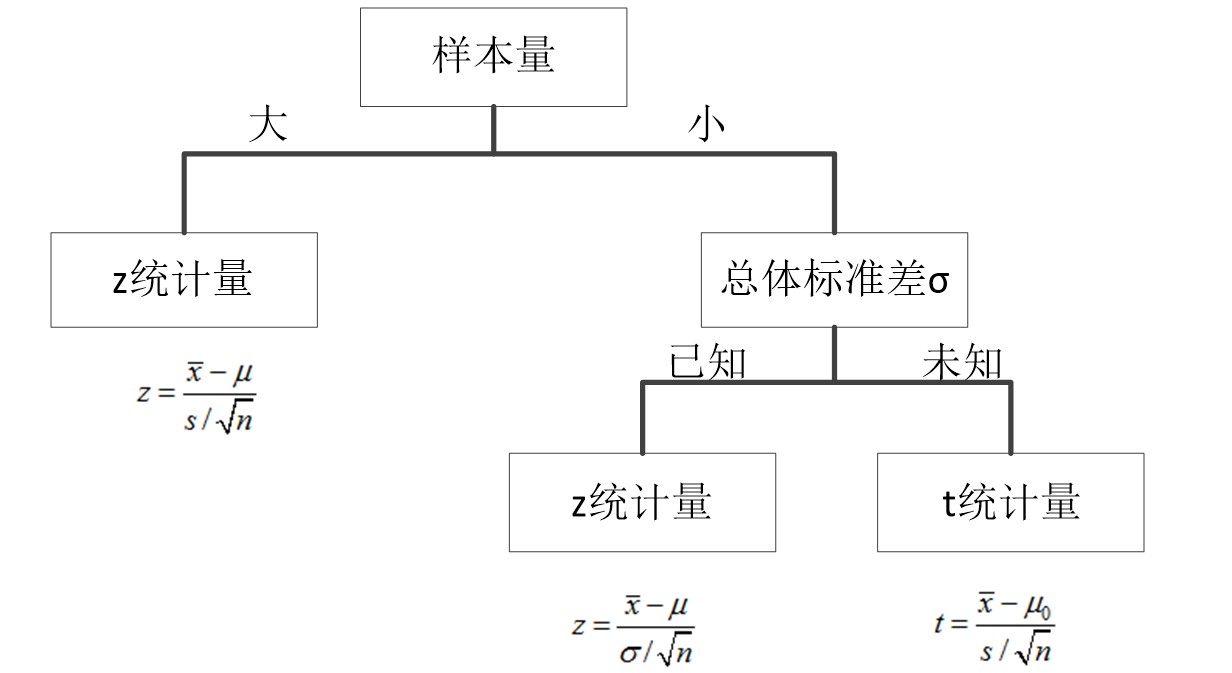 样本量
大
小
z统计量
总体标准差σ
z = (x̄ − μ) / (s/√n)
已知
未知
z统计量
t统计量
z = (x̄ − μ) / (σ/√n)
t = (x̄ − μ₀) / (s/√n)